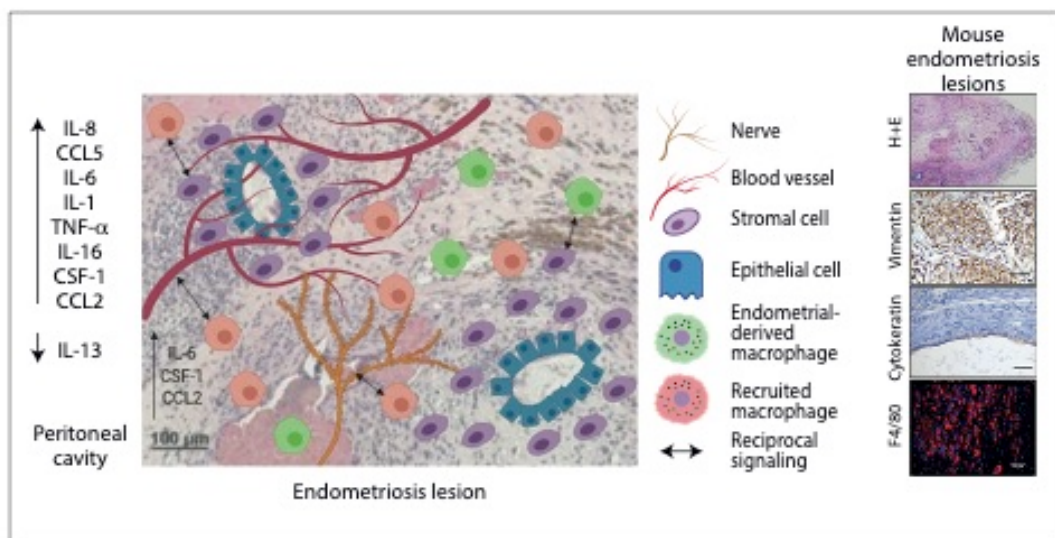 IL-8
CCL5
IL-6
IL-1
TNF-α
IL-16
CSF-1
CCL2
IL-13
Peritoneal
cavity
IL-6
CSF-1
CCL2
100 μm
Endometriosis lesion
Nerve
Blood vessel
Stromal cell
Epithelial cell
Endometrial-
derived
macrophage
Recruited
macrophage
Reciprocal
signaling
Mouse
endometriosis
lesions
H+E
Vimentin
Cytokeratin
F4/80